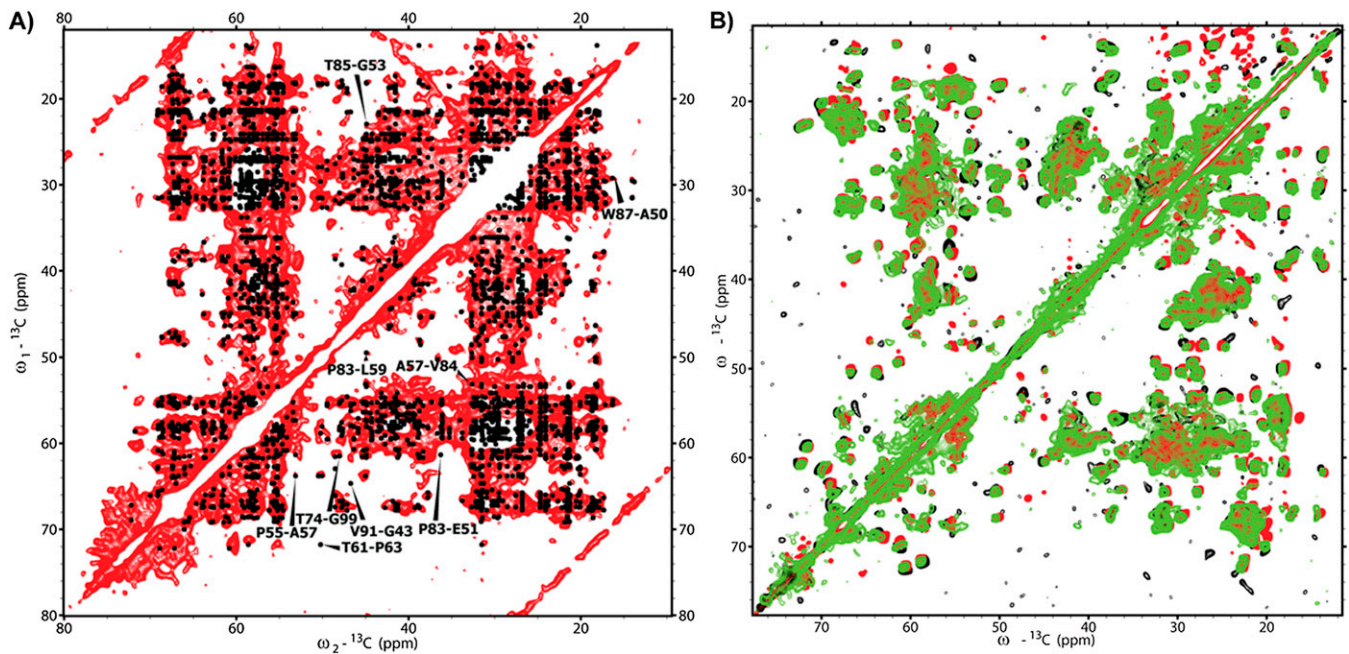 A)
B)
60
40
20
20
30
40
50
60
70
80
20
30
40
60
70
80
80
60
40
20
ω₁ - ¹³C (ppm)
ω₂ - ¹³C (ppm)
T85-G53
W87-A50
P83-L59
A57-V84
P55-A57
T74-G99
V91-G43
P83-E51
T61-P63
20
30
40
50
60
70
70
60
50
40
30
20
ω - ¹³C (ppm)
ω - ¹³C (ppm)